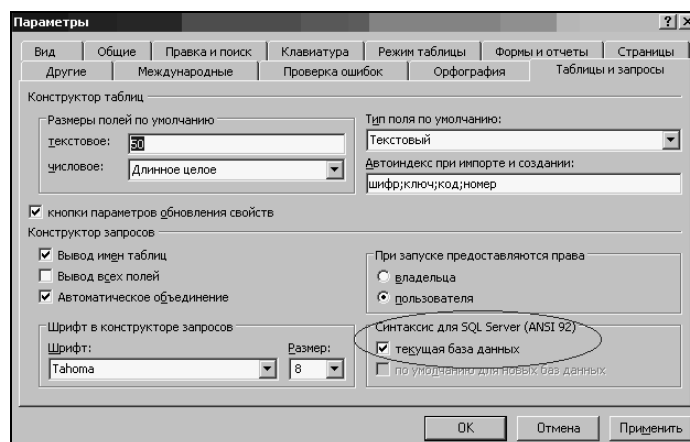 Параметры
Вид Общие Правка и поиск Клавиатура Режим таблицы Формы и отчеты Страницы
Другие Международные Проверка ошибок Орфография Таблицы и запросы
Конструктор таблиц
Размеры полей по умолчанию
текстовое: 50
числовое: Длинное целое
Тип поля по умолчанию:
Текстовый
Автоиндекс при импорте и создании:
шифр;ключ;код;номер
кнопки параметров обновления свойств
Конструктор запросов
Вывод имен таблиц
Вывод всех полей
Автоматическое объединение
При запуске предоставляются права
владельца
пользователя
Шрифт в конструкторе запросов
Шрифт: Размер:
Tahoma 8
Синтаксис для SQL Server (ANSI 92)
текущая база данных
по умолчанию для новых баз данных
OK Отмена Применить